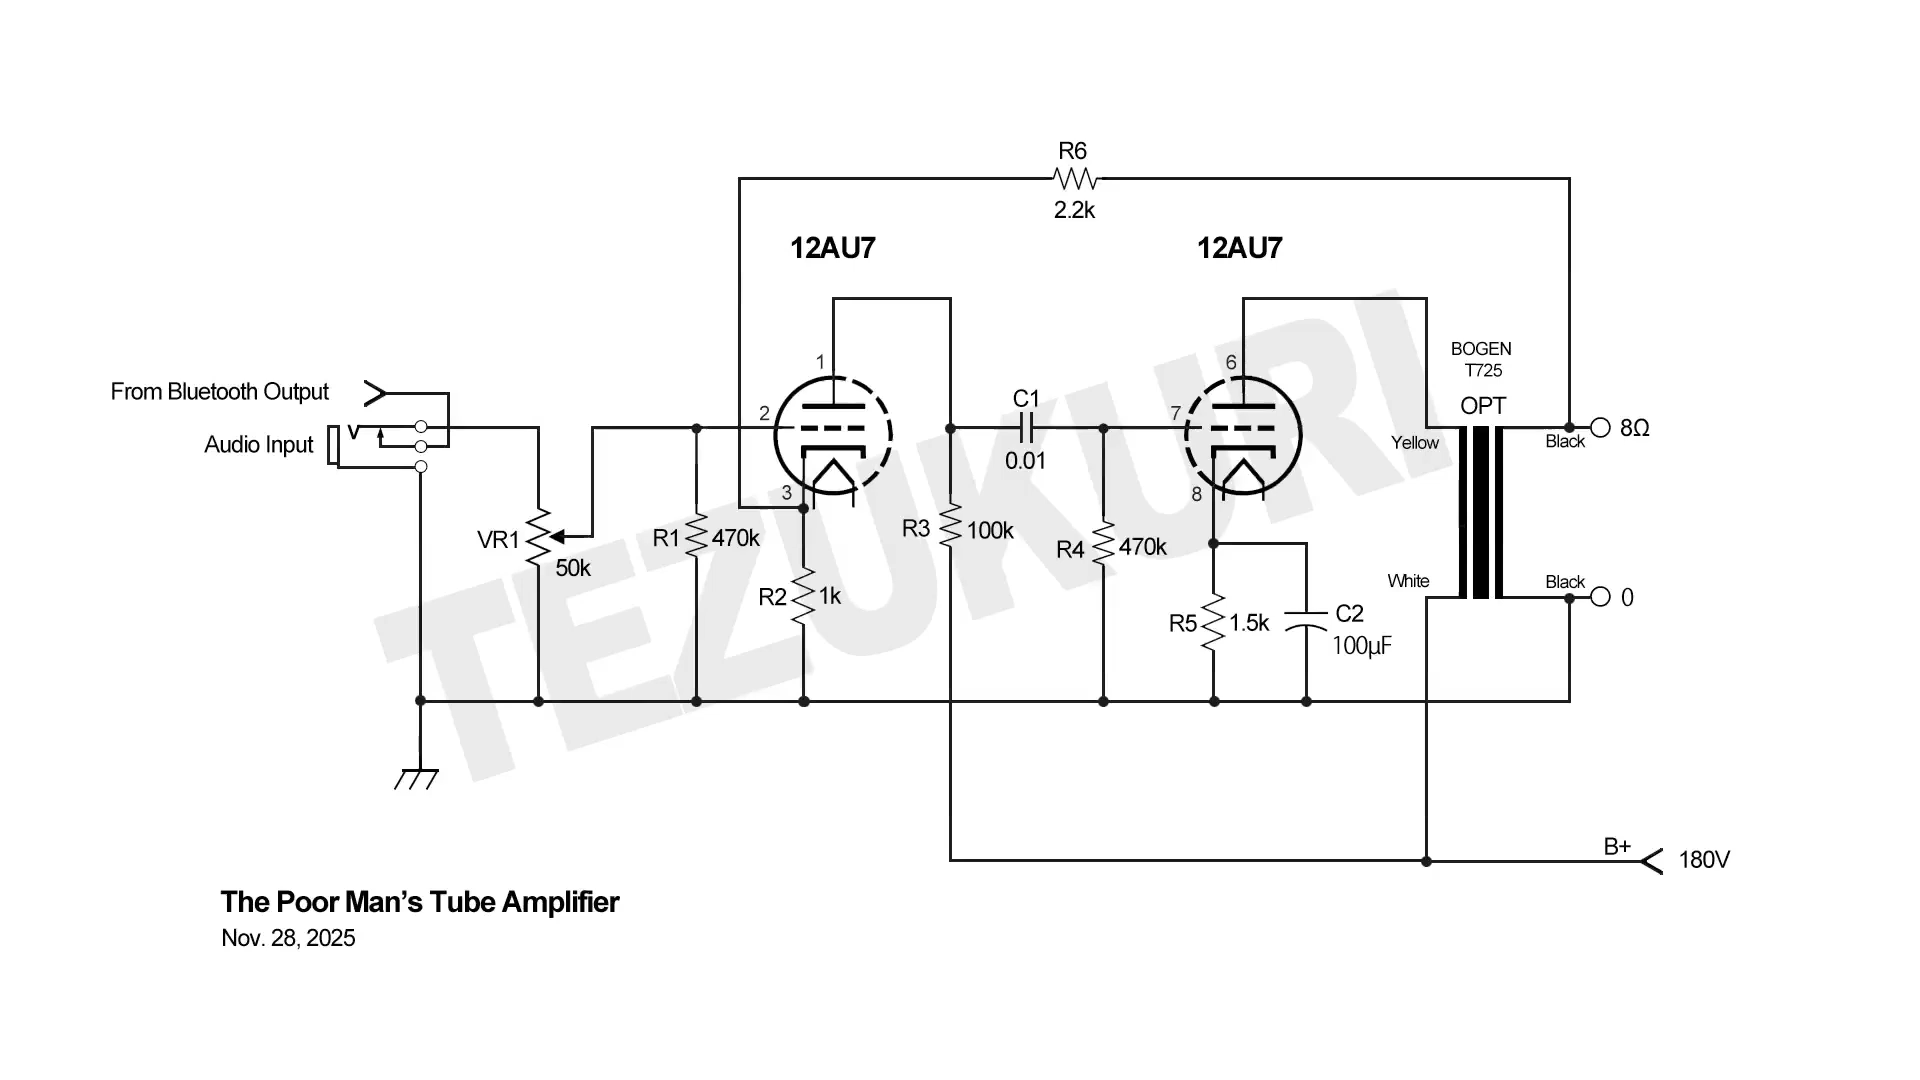 R6
2.2k
12AU7
12AU7
1
2
3
6
7
8
BOGEN
T725
OPT
From Bluetooth Output
Audio Input
V
C1
0.01
Yellow
Black
8Ω
VR1
50k
R1
470k
R2
1k
R3
100k
R4
470k
R5
1.5k
C2
100µF
White
Black
0
B+
180V
TEZUKURI
The Poor Man’s Tube Amplifier
Nov. 28, 2025